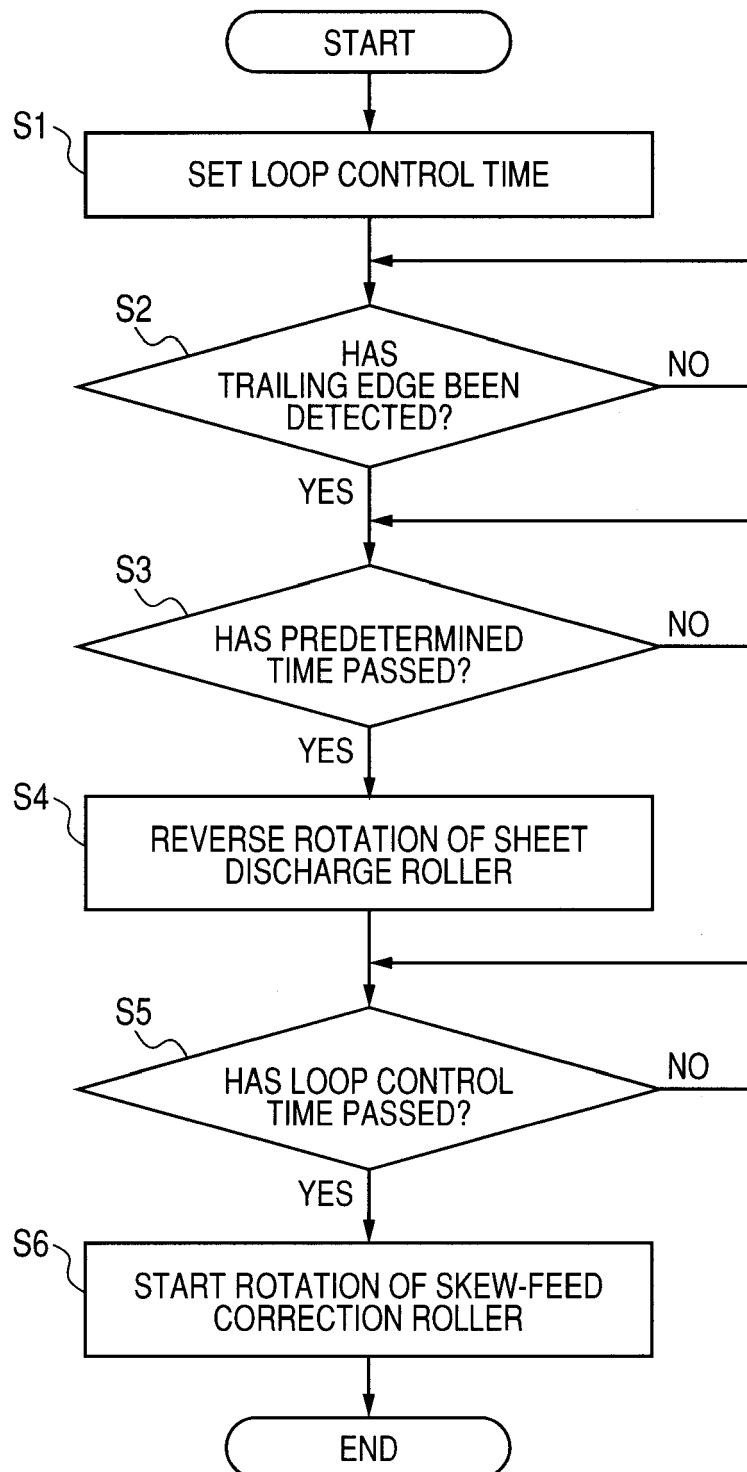 START
S1
SET LOOP CONTROL TIME
S2
HAS
TRAILING EDGE BEEN
DETECTED?
NO
YES
S3
HAS PREDETERMINED
TIME PASSED?
NO
YES
S4
REVERSE ROTATION OF SHEET
DISCHARGE ROLLER
S5
HAS LOOP CONTROL
TIME PASSED?
NO
YES
S6
START ROTATION OF SKEW-FEED
CORRECTION ROLLER
END